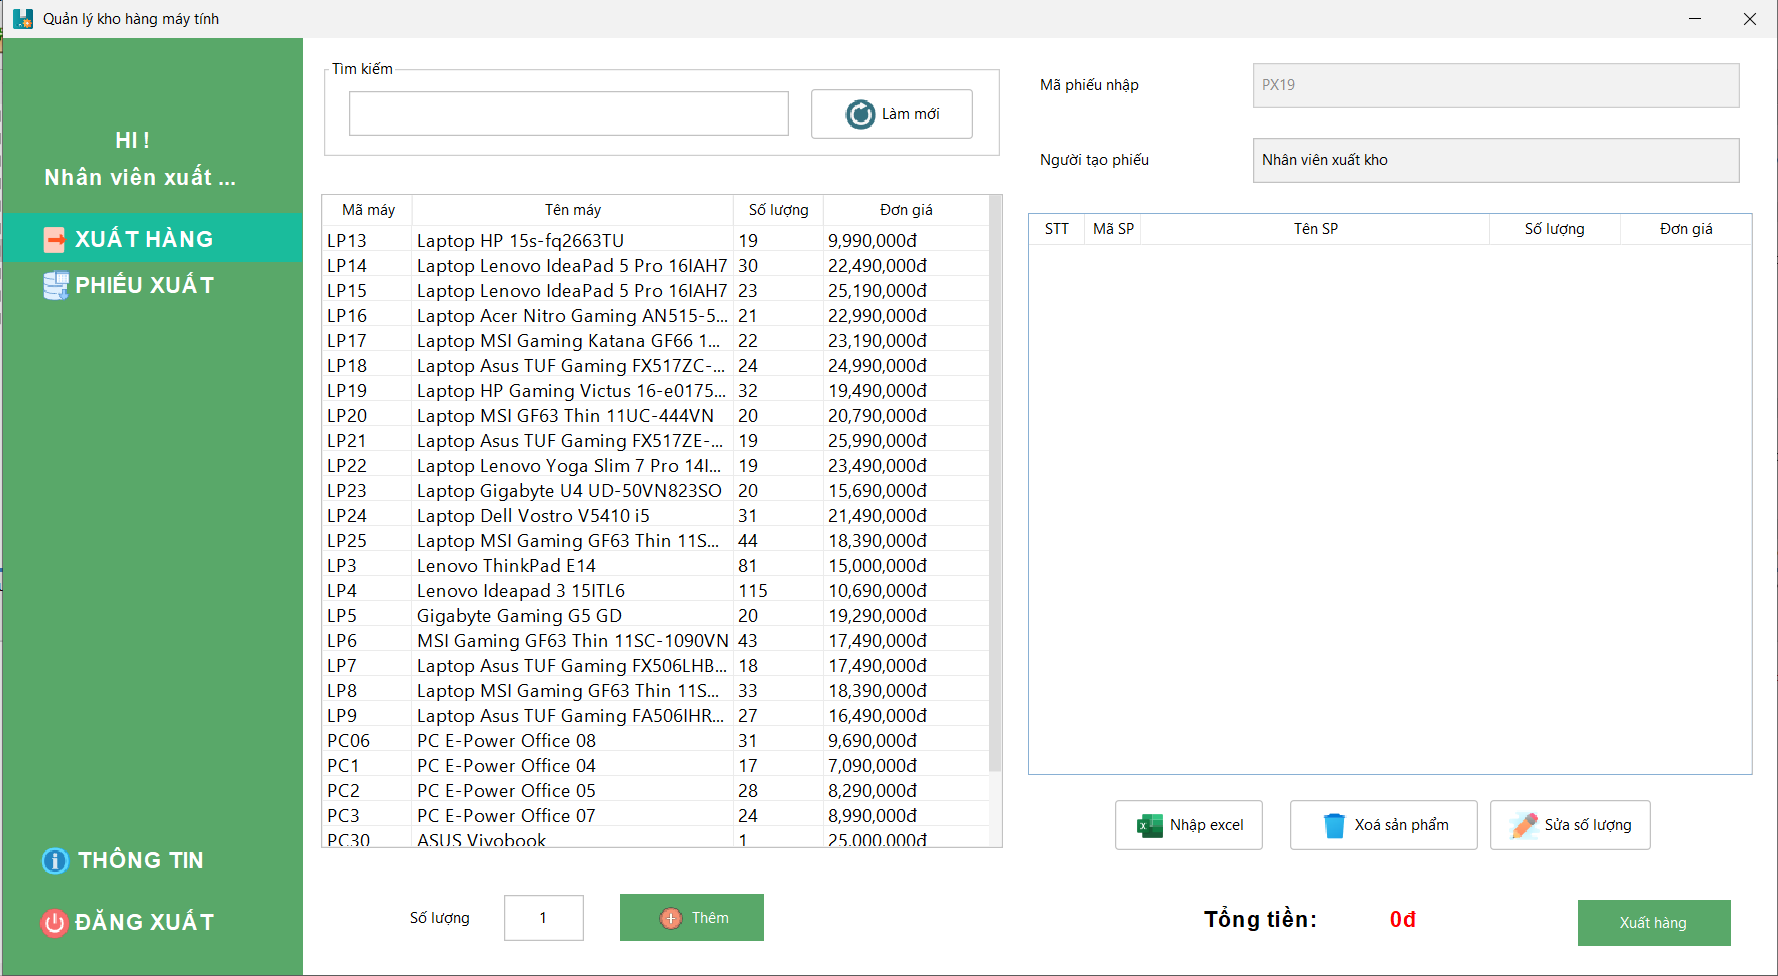 Quản lý kho hàng máy tính
HI !
Nhân viên xuất ...
XUẤT HÀNG
PHIẾU XUẤT
THÔNG TIN
ĐĂNG XUẤT
Tìm kiếm
Làm mới
Mã máy Tên máy Số lượng Đơn giá
LP13 Laptop HP 15s-fq2663TU 19 9,990,000đ
LP14 Laptop Lenovo IdeaPad 5 Pro 16IAH7 30 22,490,000đ
LP15 Laptop Lenovo IdeaPad 5 Pro 16IAH7 23 25,190,000đ
LP16 Laptop Acer Nitro Gaming AN515-5... 21 22,990,000đ
LP17 Laptop MSI Gaming Katana GF66 1... 22 23,190,000đ
LP18 Laptop Asus TUF Gaming FX517ZC-... 24 24,990,000đ
LP19 Laptop HP Gaming Victus 16-e0175... 32 19,490,000đ
LP20 Laptop MSI GF63 Thin 11UC-444VN 20 20,790,000đ
LP21 Laptop Asus TUF Gaming FX517ZE-... 19 25,990,000đ
LP22 Laptop Lenovo Yoga Slim 7 Pro 14I... 19 23,490,000đ
LP23 Laptop Gigabyte U4 UD-50VN823SO 20 15,690,000đ
LP24 Laptop Dell Vostro V5410 i5 31 21,490,000đ
LP25 Laptop MSI Gaming GF63 Thin 11S... 44 18,390,000đ
LP3 Lenovo ThinkPad E14 81 15,000,000đ
LP4 Lenovo Ideapad 3 15ITL6 115 10,690,000đ
LP5 Gigabyte Gaming G5 GD 20 19,290,000đ
LP6 MSI Gaming GF63 Thin 11SC-1090VN 43 17,490,000đ
LP7 Laptop Asus TUF Gaming FX506LHB... 18 17,490,000đ
LP8 Laptop MSI Gaming GF63 Thin 11S... 33 18,390,000đ
LP9 Laptop Asus TUF Gaming FA506IHR... 27 16,490,000đ
PC06 PC E-Power Office 08 31 9,690,000đ
PC1 PC E-Power Office 04 17 7,090,000đ
PC2 PC E-Power Office 05 28 8,290,000đ
PC3 PC E-Power Office 07 24 8,990,000đ
PC30 ASUS Vivobook 1 25,000,000đ
Số lượng 1 Thêm
Mã phiếu nhập PX19
Người tạo phiếu Nhân viên xuất kho
STT Mã SP Tên SP Số lượng Đơn giá
Nhập excel Xoá sản phẩm Sửa số lượng
Tổng tiền: 0đ
Xuất hàng